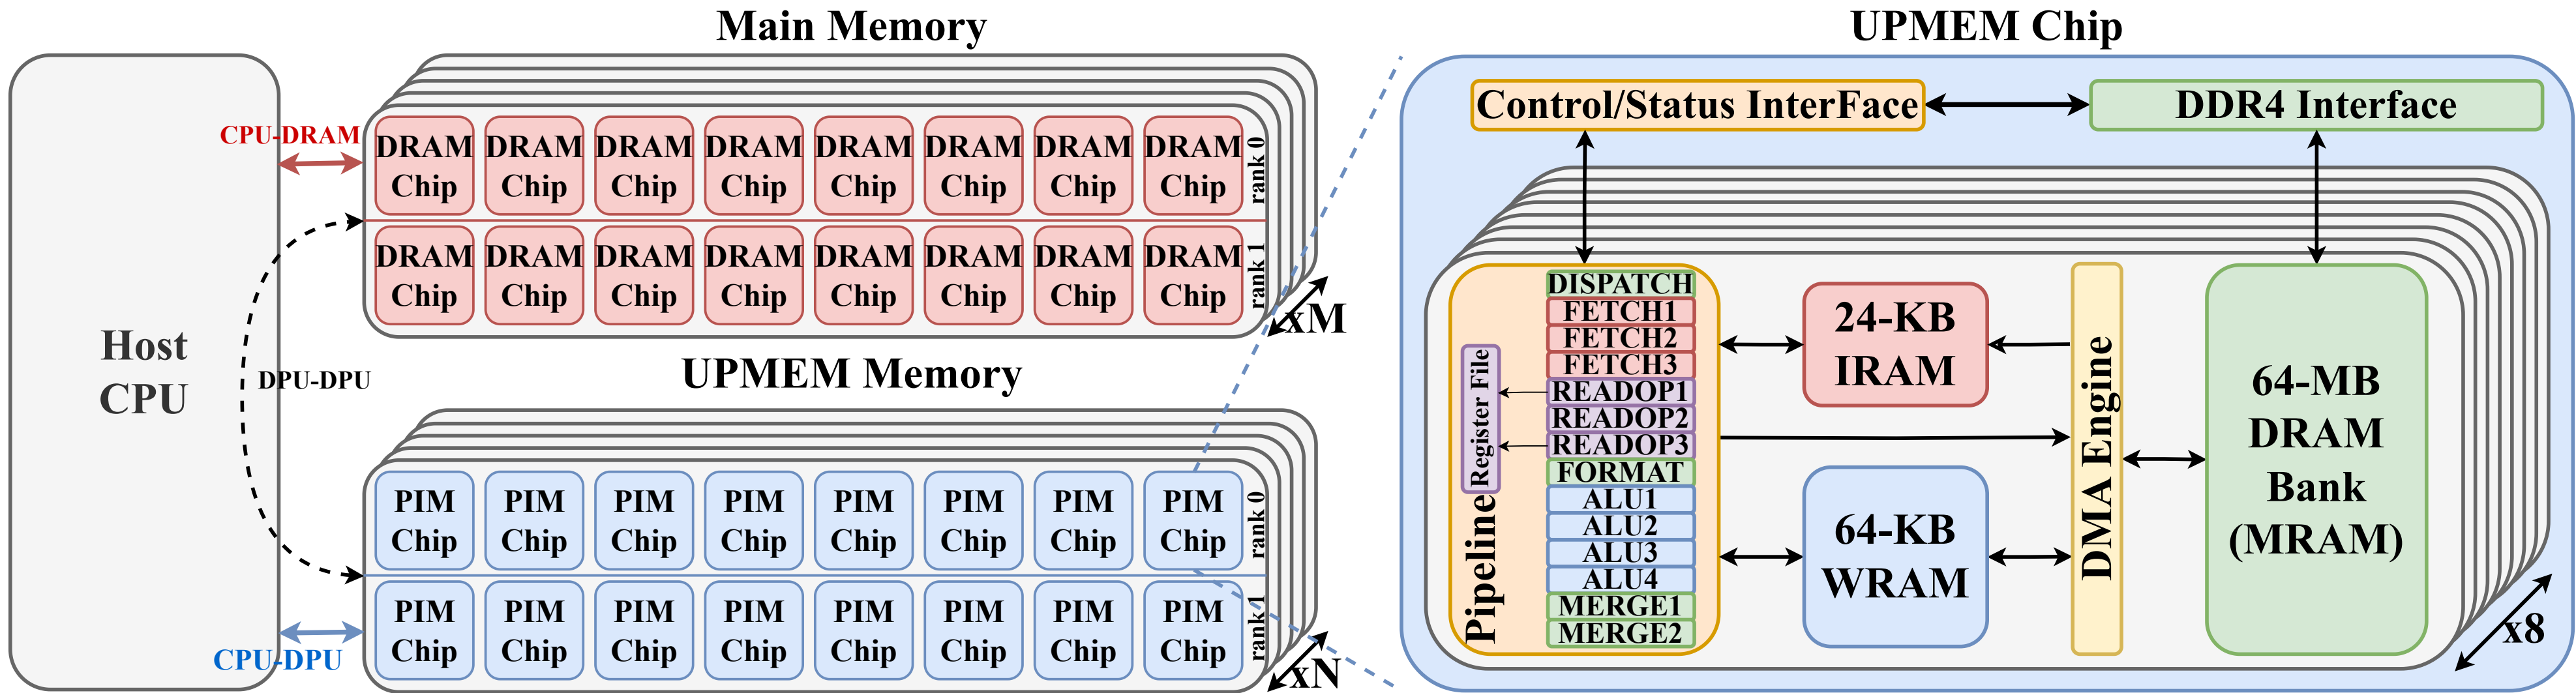 Main Memory
Host
CPU
CPU-DRAM
DRAM DRAM DRAM DRAM DRAM DRAM DRAM DRAM
Chip Chip Chip Chip Chip Chip Chip Chip
rank 0
DRAM DRAM DRAM DRAM DRAM DRAM DRAM DRAM
Chip Chip Chip Chip Chip Chip Chip Chip
rank 1
xM
DPU-DPU
UPMEM Memory
PIM PIM PIM PIM PIM PIM PIM PIM
Chip Chip Chip Chip Chip Chip Chip Chip
rank 0
PIM PIM PIM PIM PIM PIM PIM PIM
Chip Chip Chip Chip Chip Chip Chip Chip
rank 1
CPU-DPU
xN
UPMEM Chip
Control/Status InterFace
DDR4 Interface
Pipeline
Register File
DISPATCH
FETCH1
FETCH2
FETCH3
READOP1
READOP2
READOP3
FORMAT
ALU1
ALU2
ALU3
ALU4
MERGE1
MERGE2
24-KB
IRAM
64-KB
WRAM
DMA Engine
64-MB
DRAM
Bank
(MRAM)
x8